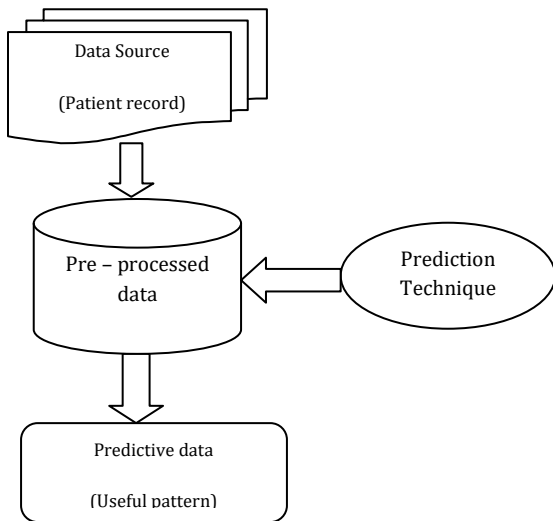 Data Source
(Patient record)
Pre – processed
data
Prediction
Technique
Predictive data
(Useful pattern)